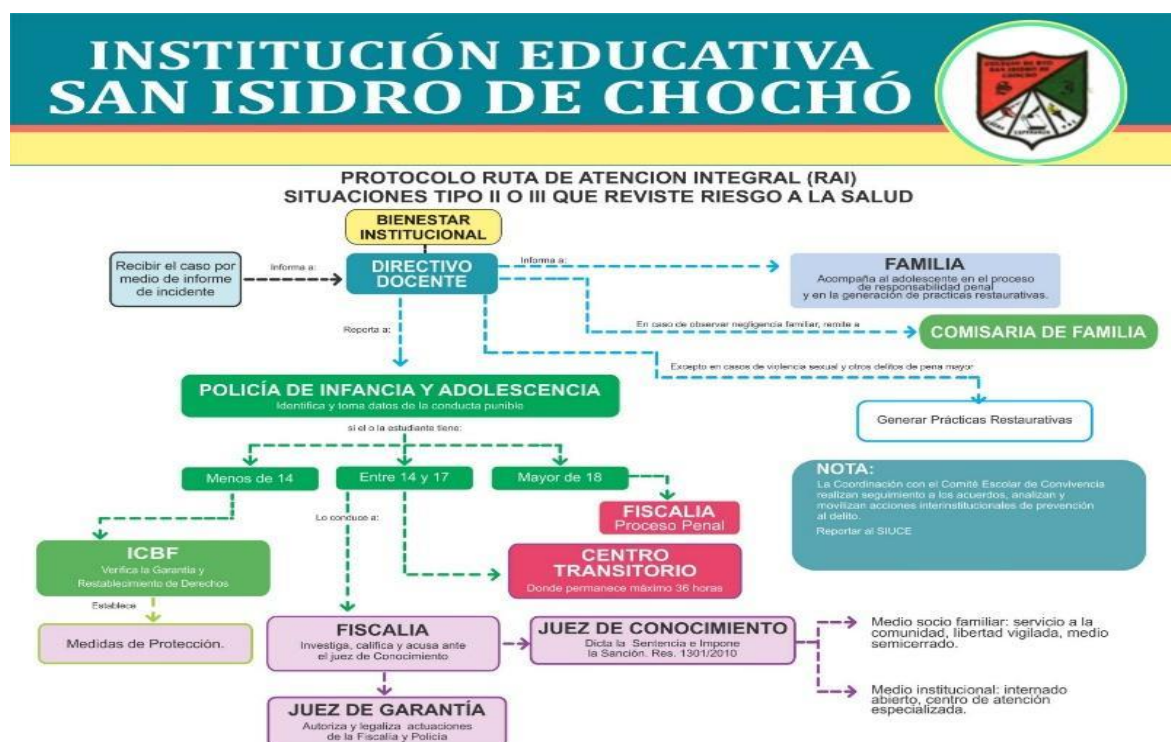 INSTITUCIÓN EDUCATIVA
SAN ISIDRO DE CHOCHÓ
PROTOCOLO RUTA DE ATENCION INTEGRAL (RAI)
SITUACIONES TIPO II O III QUE REVISTE RIESGO A LA SALUD
BIENESTAR
INSTITUCIONAL
Recibir el caso por
medio de informe
de incidente
Informa a:
DIRECTIVO
DOCENTE
Informa a:
FAMILIA
Acompaña al adolescente en el proceso
de responsabilidad penal
y en la generación de practicas restaurativas.
En caso de observar negligencia familiar, remite a
COMISARIA DE FAMILIA
Reporta a:
Excepto en casos de violencia sexual y otros delitos de pena mayor
Generar Prácticas Restaurativas
POLICÍA DE INFANCIA Y ADOLESCENCIA
Identifica y toma datos de la conducta punible
si el o la estudiante tiene:
Menos de 14
Entre 14 y 17
Mayor de 18
NOTA:
La Coordinación con el Comité Escolar de Convivencia
realizan seguimiento a los acuerdos, analizan y
movilizan acciones interinstitucionales de prevención
al delito.
Reportar al SIUCE
Lo conduce a:
FISCALIA
Proceso Penal
ICBF
Verifica la Garantia y
Restablecimiento de Derechos
CENTRO
TRANSITORIO
Donde permanece máximo 36 horas
Establece:
Medidas de Protección.
FISCALIA
Investiga, califica y acusa ante
el juez de Conocimiento
JUEZ DE CONOCIMIENTO
Dicta la Sentencia e Impone
la Sanción. Res. 1301/2010
Medio socio familiar: servicio a
la comunidad, libertad vigilada, medio
semicerrado.
Medio institucional: internado
abierto, centro de atención
especializada.
JUEZ DE GARANTÍA
Autoriza y legaliza actuaciones
de la Fiscalia y Policía